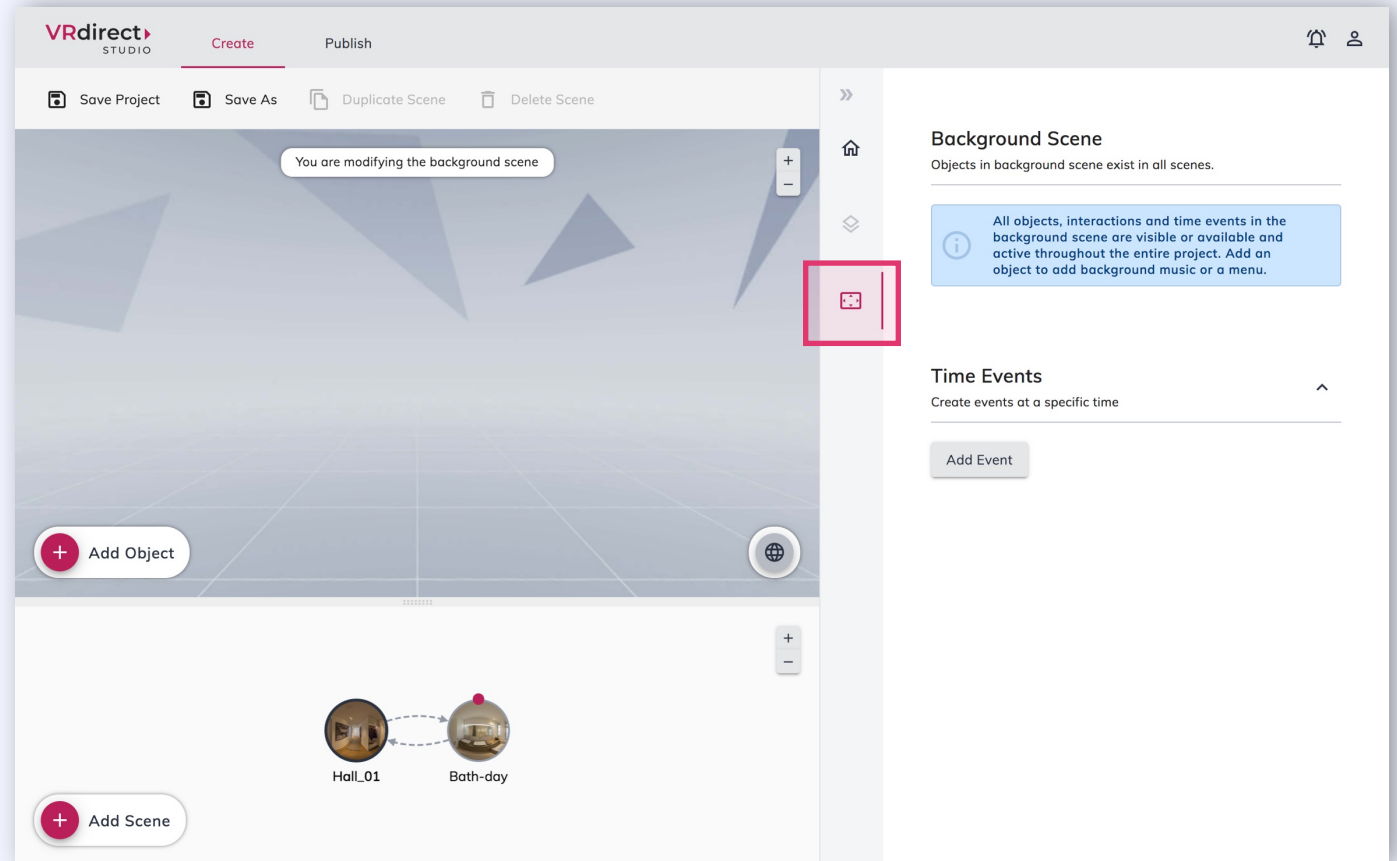 VRdirect
STUDIO
Create
Publish
Save Project
Save As
Duplicate Scene
Delete Scene
You are modifying the background scene
+
−
Background Scene
Objects in background scene exist in all scenes.
All objects, interactions and time events in the
background scene are visible or available and
active throughout the entire project. Add an
object to add background music or a menu.
Time Events
Create events at a specific time
Add Event
+ Add Object
+
−
Hall_01
Bath-day
+ Add Scene